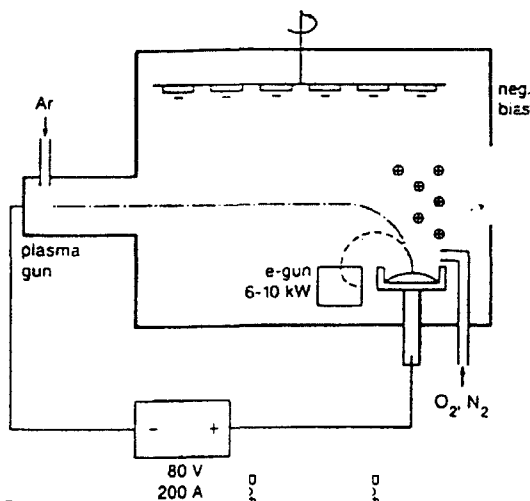 neg.
bias
Ar
plasma
gun
e-gun
6-10 kW
O₂, N₂
- +
80 V
200 A